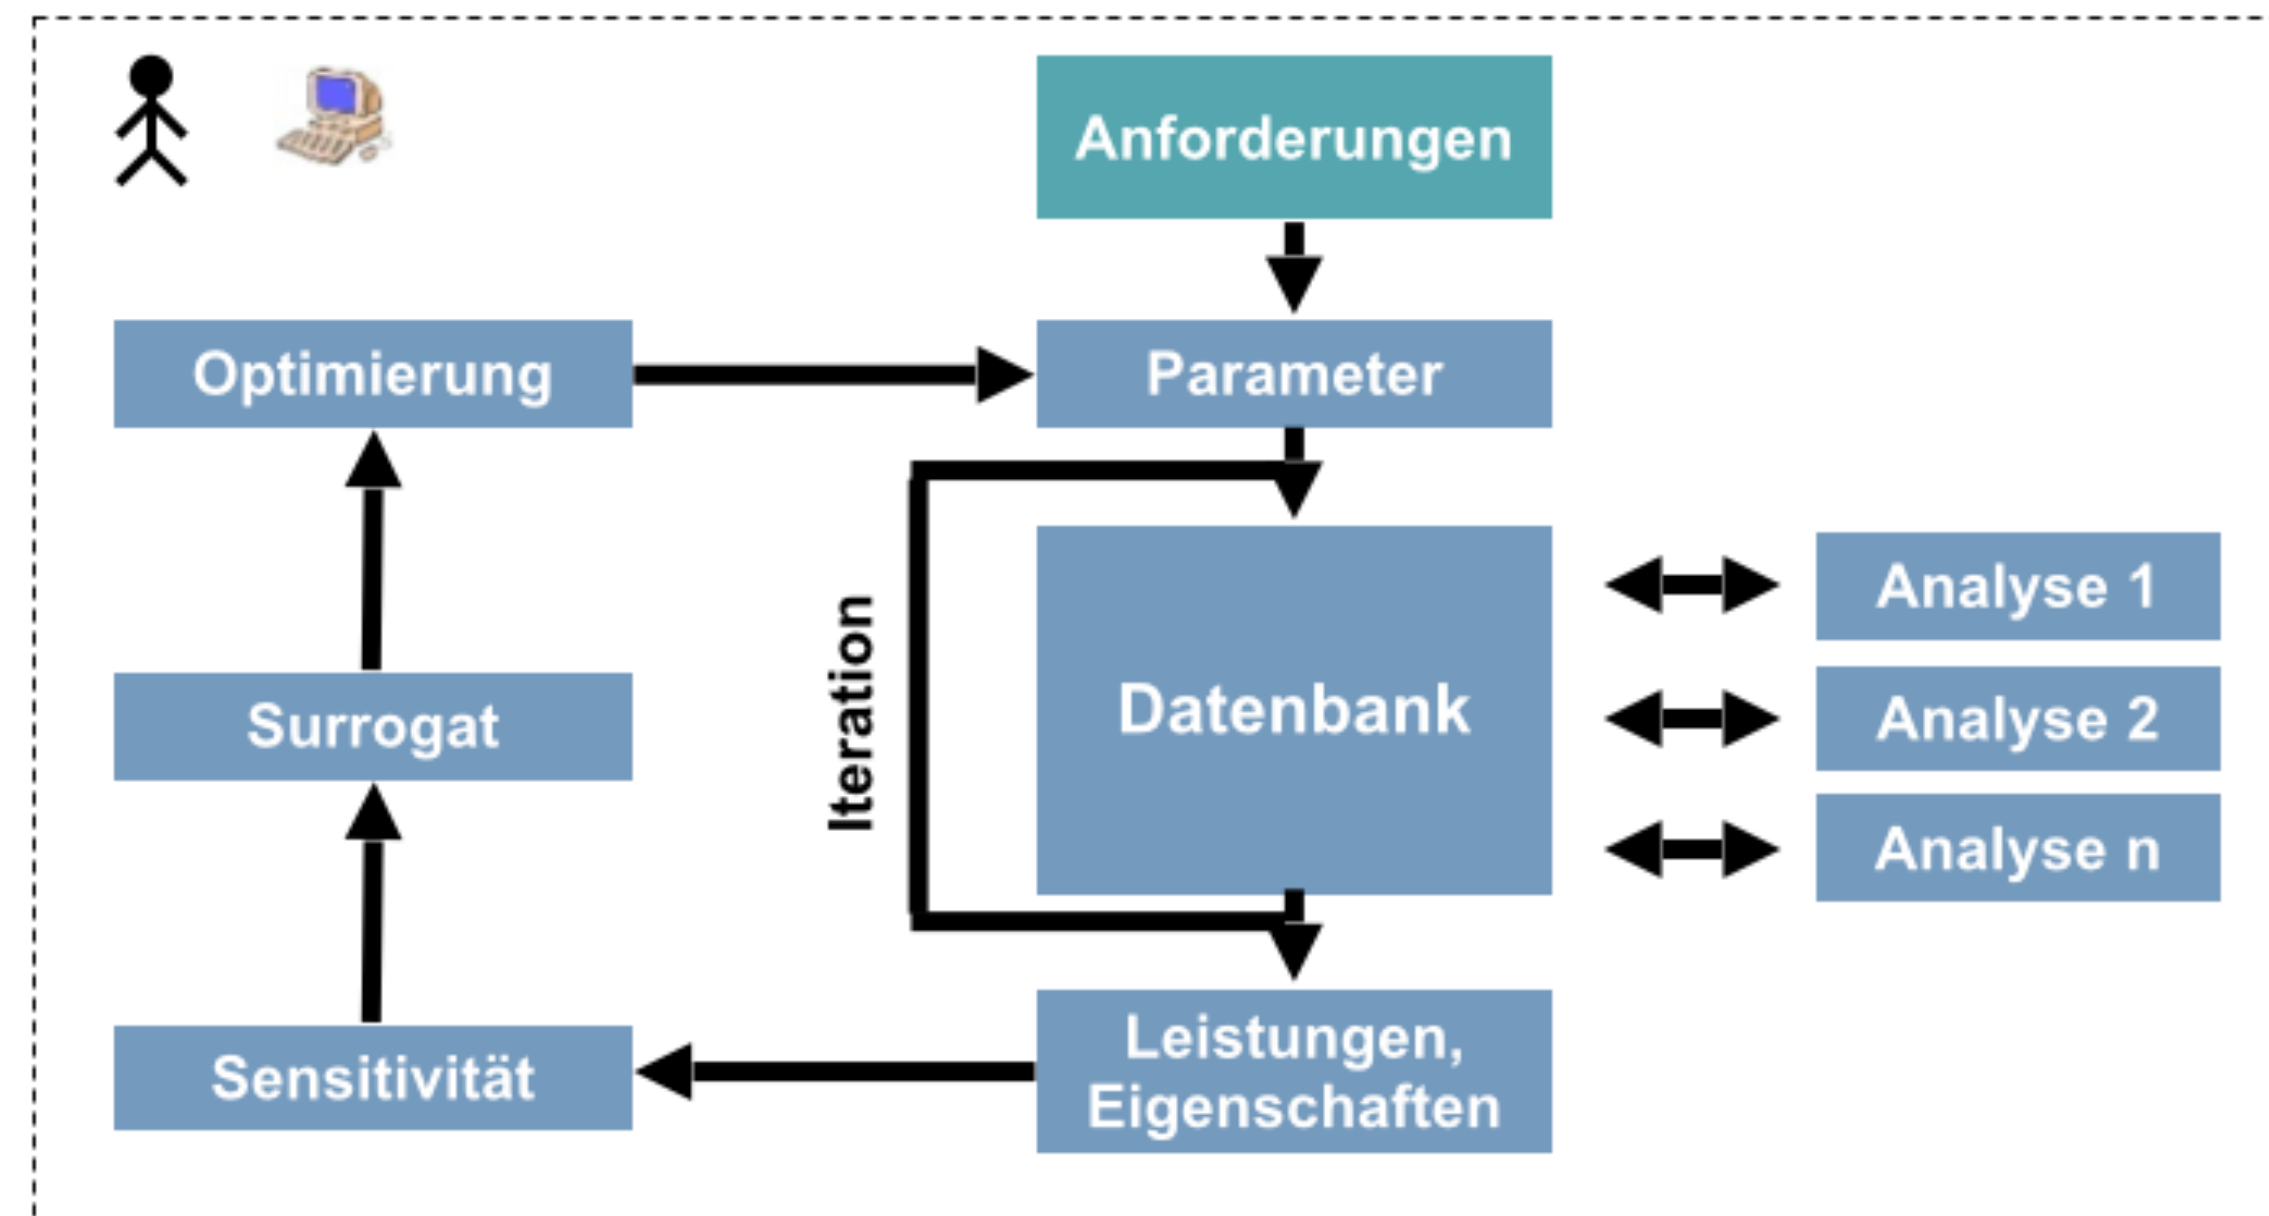 Anforderungen
Optimierung
Parameter
Iteration
Datenbank
Analyse 1
Analyse 2
Analyse n
Surrogat
Sensitivität
Leistungen,
Eigenschaften